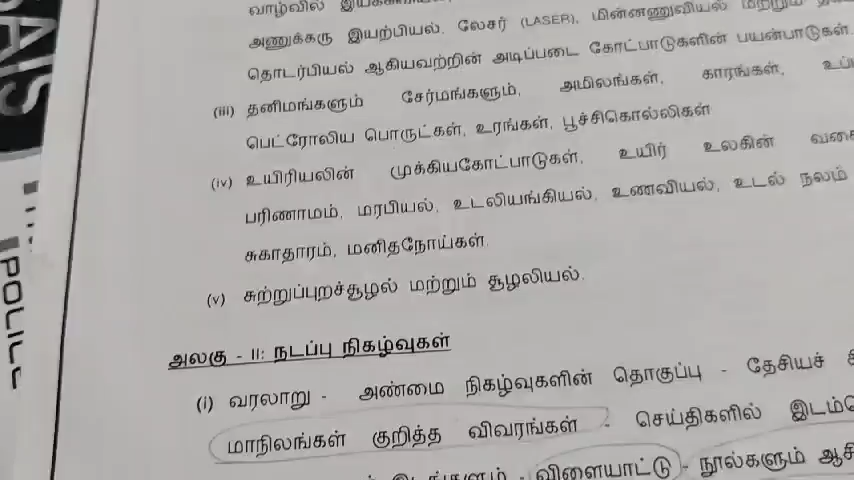 வாழ்வில்
அணுக்கரு இயற்பியல், லேசர் (LASER), மின்னணுவியல் மற்றும்
தொடர்பியல் ஆகியவற்றின் அடிப்படை கோட்பாடுகளின் பயன்பாடுகள்.
(iii) தனிமங்களும் சேர்மங்களும், அமிலங்கள், காரங்கள், உப்
பெட்ரோலிய பொருட்கள், உரங்கள், பூச்சிகொல்லிகள்
(iv) உயிரியலின் முக்கியகோட்பாடுகள், உயிர் உலகின் வகை
பரிணாமம், மரபியல், உடலியங்கியல், உணவியல், உடல் நலம்
சுகாதாரம், மனிதநோய்கள்.
(v) சுற்றுப்புறச்சூழல் மற்றும் சூழலியல்.
அலகு - II: நடப்பு நிகழ்வுகள்
(i) வரலாறு - அண்மை நிகழ்வுகளின் தொகுப்பு - தேசியச்
மாநிலங்கள் குறித்த விவரங்கள் - செய்திகளில் இடம்பெ
விளையாட்டு - நூல்களும் ஆசி
AIS
POLICE